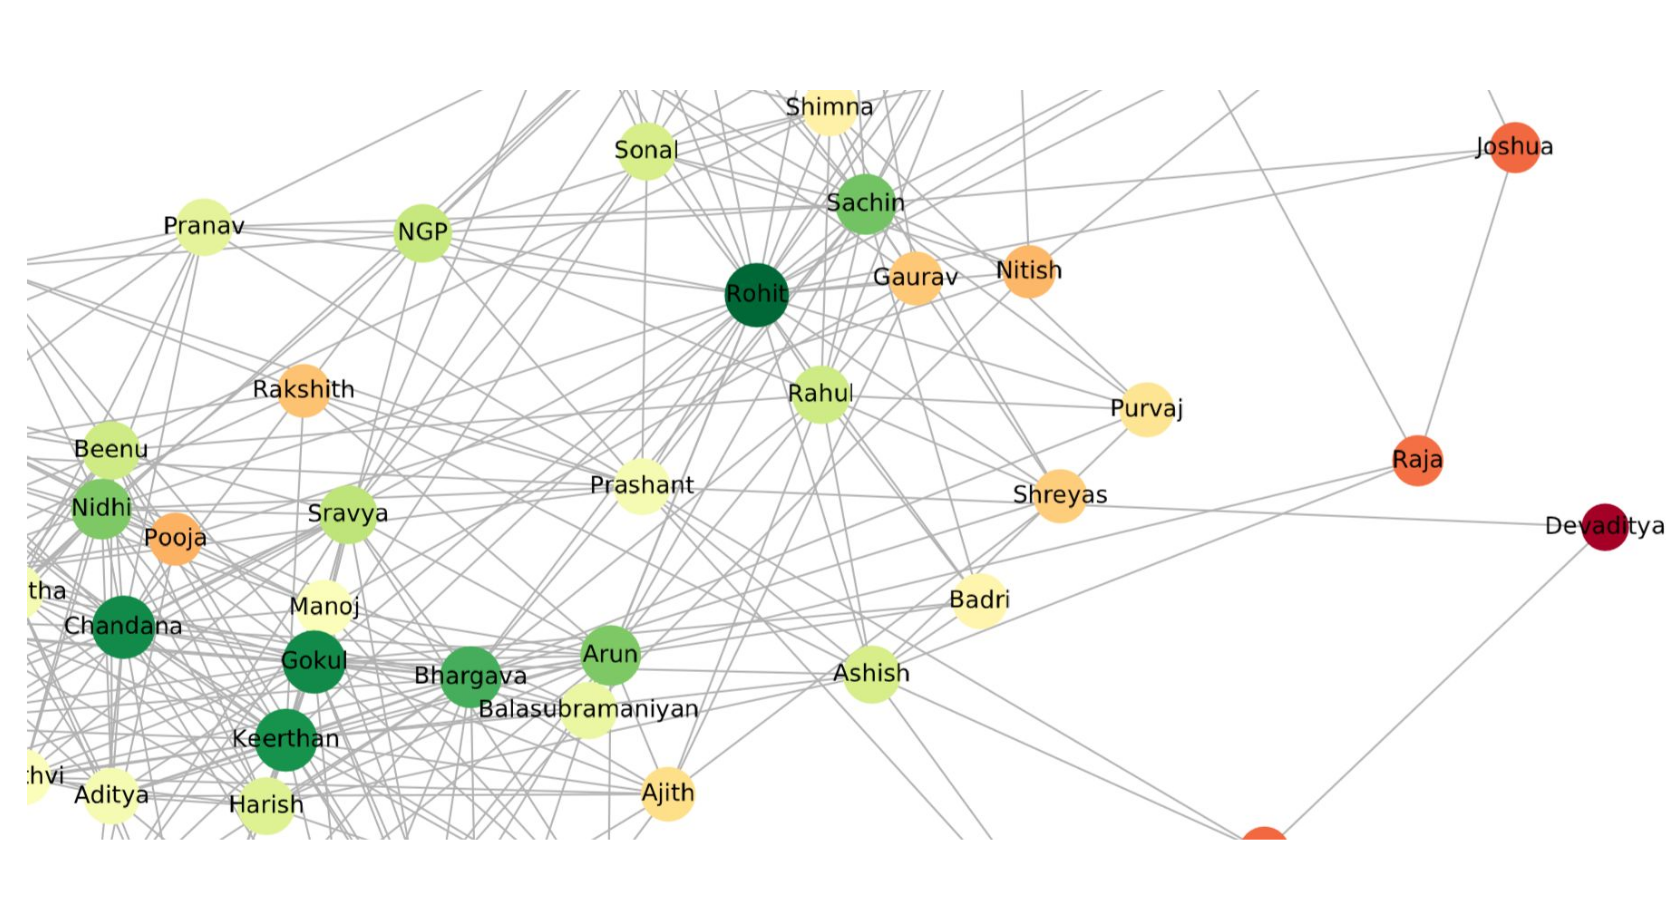 Shimna
Joshua
Sonal
Sachin
Pranav
NGP
Gaurav
Nitish
Rohit
Rakshith
Rahul
Purvaj
Beenu
Raja
Prashant
Shreyas
Nidhi
Sravya
Devaditya
Pooja
tha
Manoj
Badri
Chandana
Gokul
Arun
Bhargava
Ashish
Balasubramaniyan
Keerthan
thvi
Aditya
Harish
Ajith